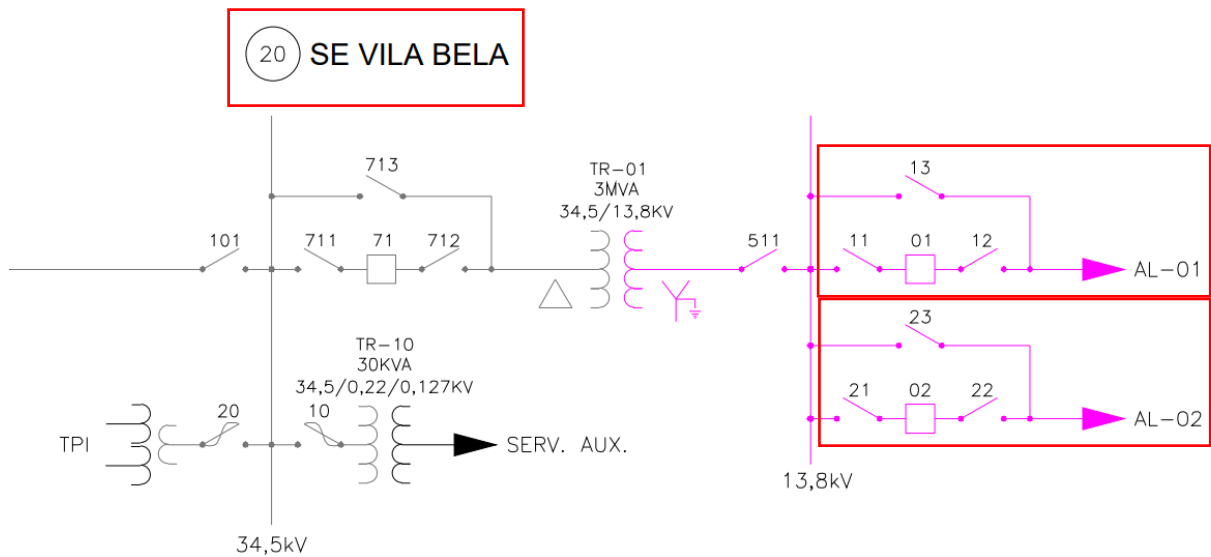 20 SE VILA BELA
713
TR-01
3MVA
34,5/13,8KV
13
101
711
71
712
511
11
01
12
AL-01
TR-10
30KVA
34,5/0,22/0,127KV
23
TPI
20
10
SERV. AUX.
21
02
22
AL-02
13,8kV
34,5kV